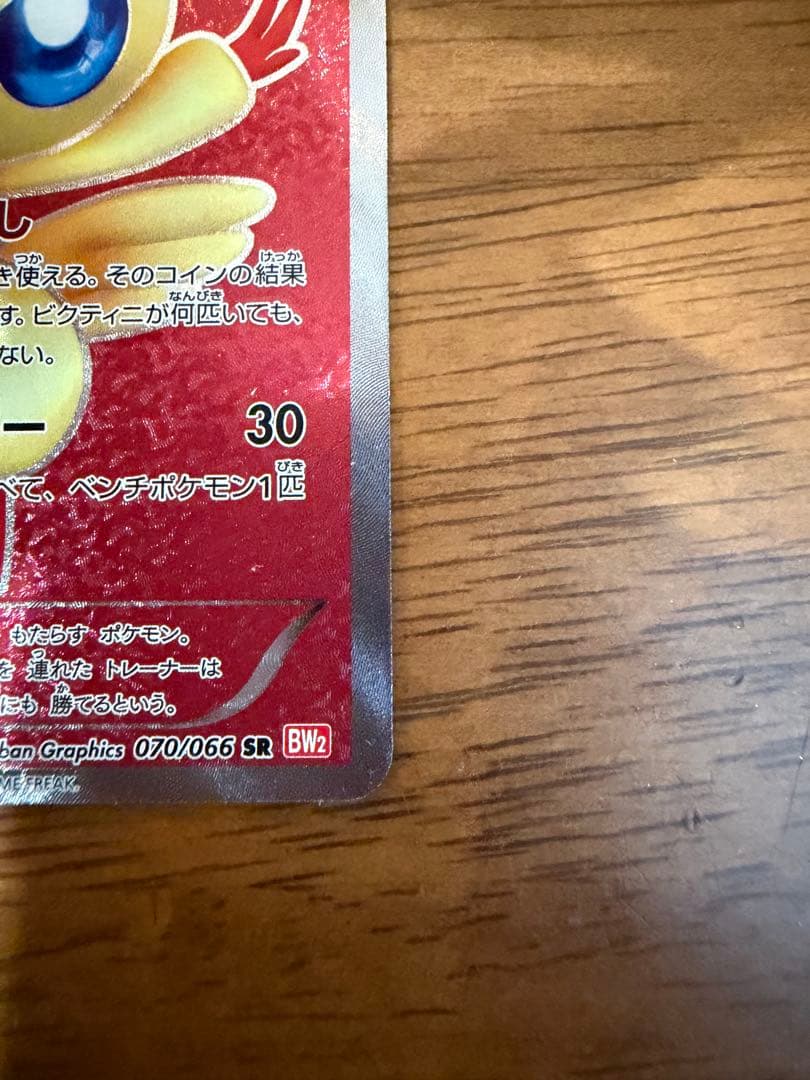 し
き使える。そのコインの結果
す。ビクティニが何匹いても、
ない。
ー 30
べて、ベンチポケモン1匹
もたらす ポケモン。
を 連れた トレーナーは
にも 勝てるという。
ban Graphics 070/066 SR BW2
ME FREAK.